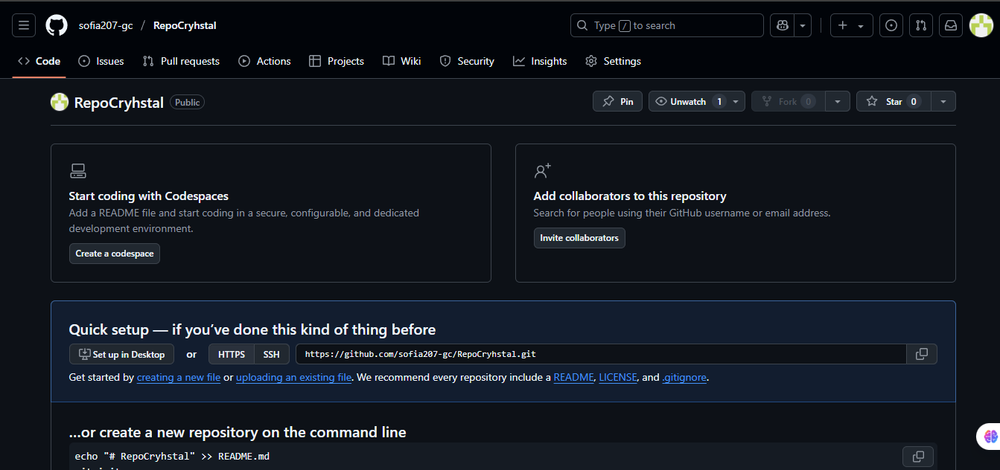 sofia207-gc / RepoCryhstal
Type / to search
Code Issues Pull requests Actions Projects Wiki Security Insights Settings
RepoCryhstal Public
Pin Unwatch 1 Fork 0 Star 0
Start coding with Codespaces
Add a README file and start coding in a secure, configurable, and dedicated
development environment.
Create a codespace
Add collaborators to this repository
Search for people using their GitHub username or email address.
Invite collaborators
Quick setup — if you’ve done this kind of thing before
Set up in Desktop or HTTPS SSH https://github.com/sofia207-gc/RepoCryhstal.git
Get started by creating a new file or uploading an existing file. We recommend every repository include a README, LICENSE, and .gitignore.
…or create a new repository on the command line
echo "# RepoCryhstal" >> README.md